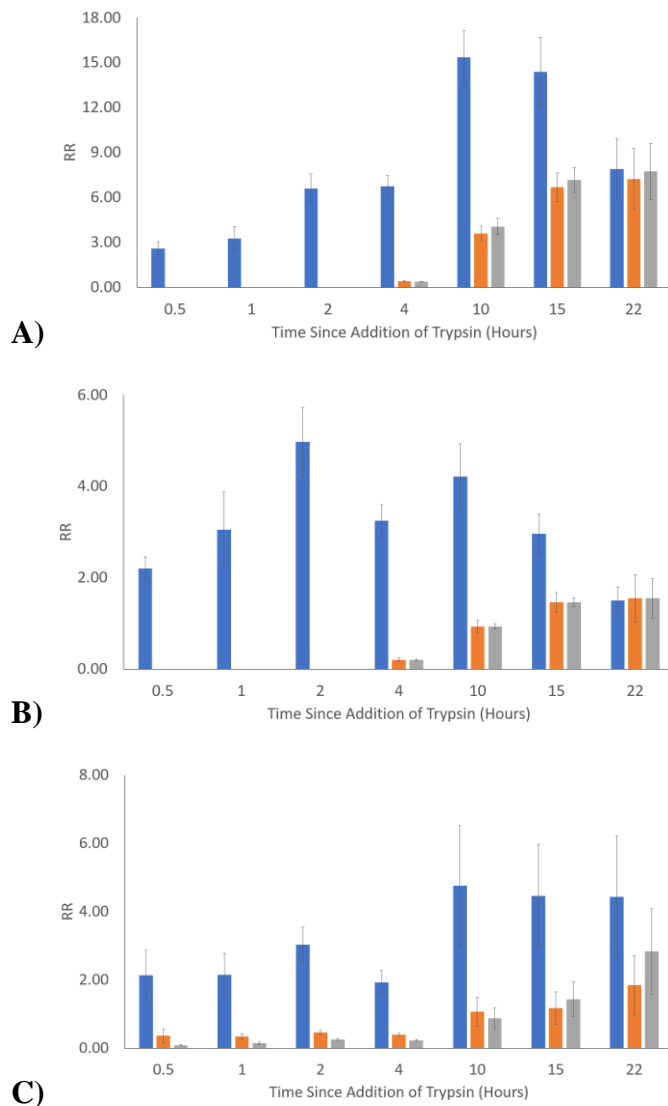 18.00
15.00
12.00
9.00
6.00
3.00
0.00
RR
0.5 1 2 4 10 15 22
Time Since Addition of Trypsin (Hours)
A)
6.00
4.00
2.00
0.00
RR
0.5 1 2 4 10 15 22
Time Since Addition of Trypsin (Hours)
B)
8.00
6.00
4.00
2.00
0.00
RR
0.5 1 2 4 10 15 22
Time Since Addition of Trypsin (Hours)
C)